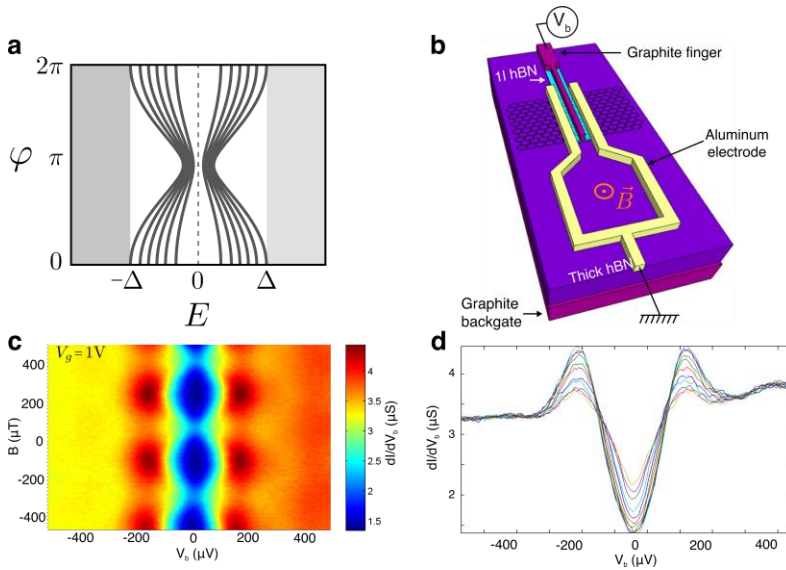 a
2π
π
0
φ
−Δ 0 Δ
E
b
V_b
Graphite finger
1l hBN
Aluminum
electrode
B⃗
Thick hBN
Graphite
backgate
c
V_g=1V
400
200
0
-200
-400
B (µT)
-400 -200 0 200 400
V_b (µV)
4
3.5
3
2.5
2
1.5
dI/dV_b (µS)
d
4
3
2
dI/dV_b (µS)
-400 -200 0 200 400
V_b (µV)